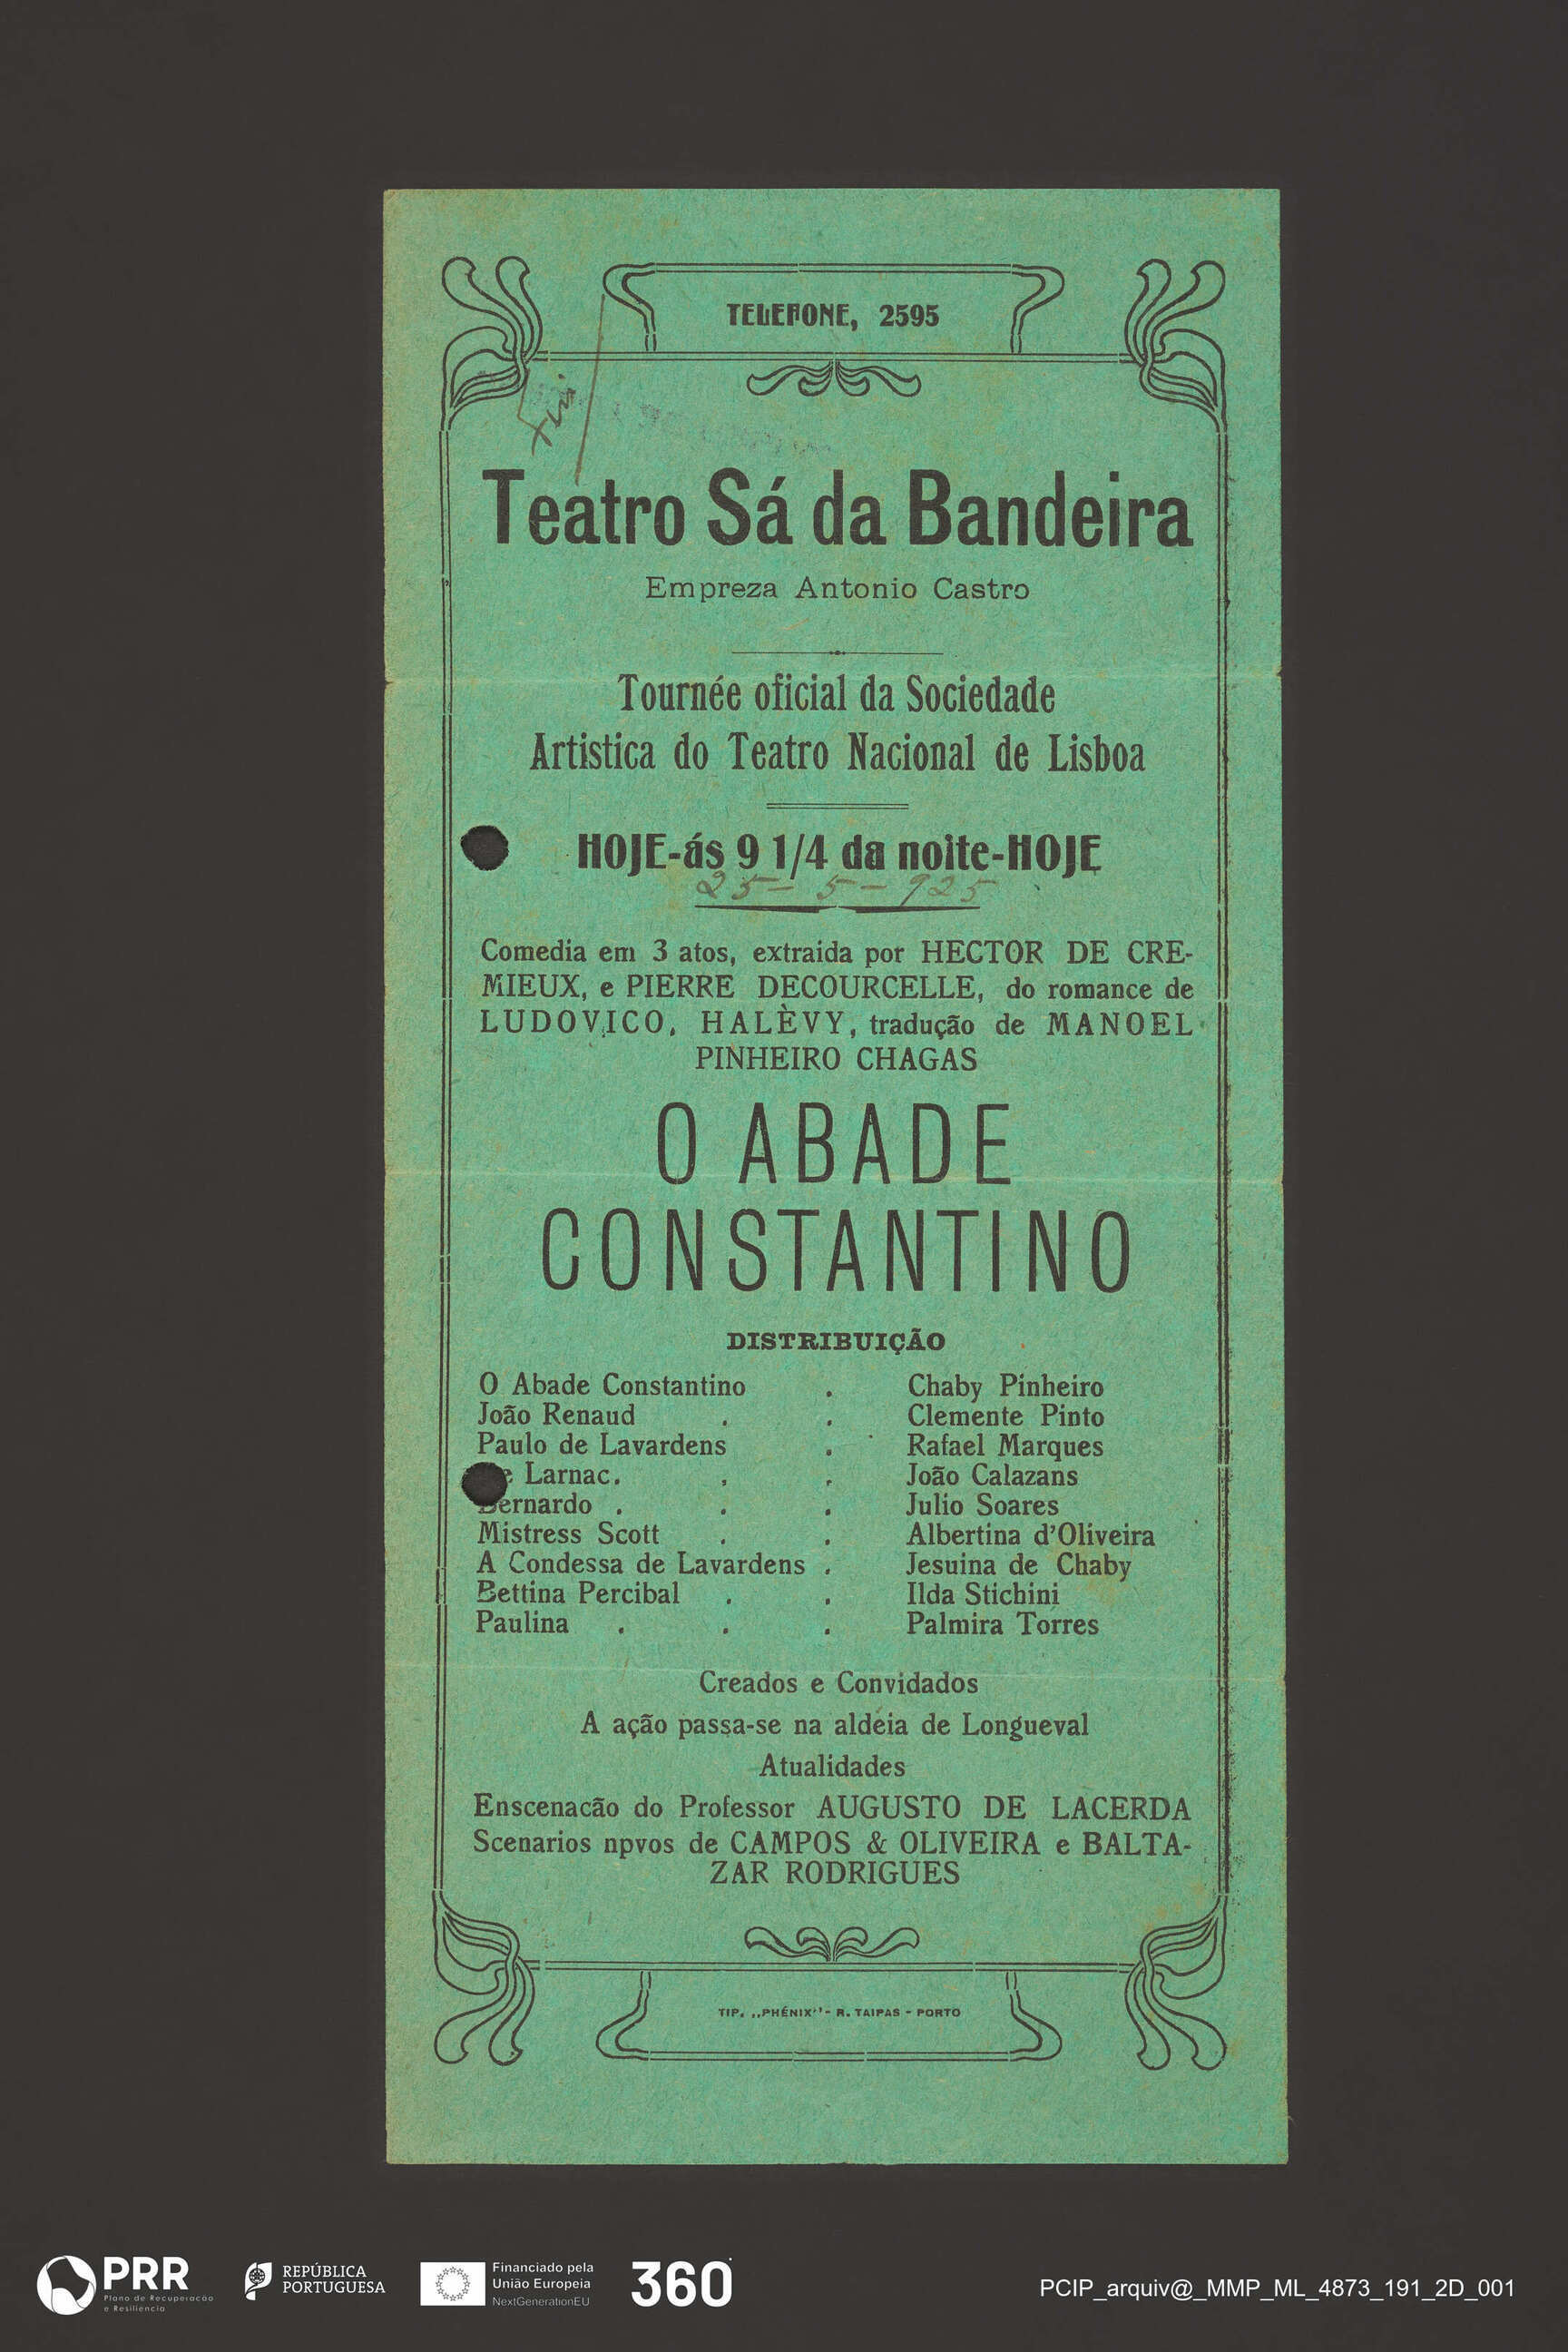 TELEFONE, 2595
Teatro Sá da Bandeira
Empreza Antonio Castro
Tournée oficial da Sociedade
Artistica do Teatro Nacional de Lisboa
HOJE-ás 9 1/4 da noite-HOJE
25-5-925
Comedia em 3 atos, extraida por HECTOR DE CRE-
MIEUX, e PIERRE DECOURCELLE, do romance de
LUDOVICO, HALÈVY, tradução de MANOEL
PINHEIRO CHAGAS
O ABADE
CONSTANTINO
DISTRIBUIÇÃO
O Abade Constantino . Chaby Pinheiro
João Renaud . . Clemente Pinto
Paulo de Lavardens . Rafael Marques
Larnac. . . João Calazans
Bernardo . . . Julio Soares
Mistress Scott . . Albertina d'Oliveira
A Condessa de Lavardens . Jesuina de Chaby
Bettina Percibal . . Ilda Stichini
Paulina . . . Palmira Torres
Creados e Convidados
A ação passa-se na aldeia de Longueval
Atualidades
Enscenacão do Professor AUGUSTO DE LACERDA
Scenarios npvos de CAMPOS & OLIVEIRA e BALTA-
ZAR RODRIGUES
TIP. ,,PHÉNIX''- R. TAIPAS - PORTO
PRR
Plano de Recuperação
e Resiliência
REPÚBLICA
PORTUGUESA
Financiado pela
União Europeia
NextGenerationEU
360
PCIP_arquiv@_MMP_ML_4873_191_2D_001